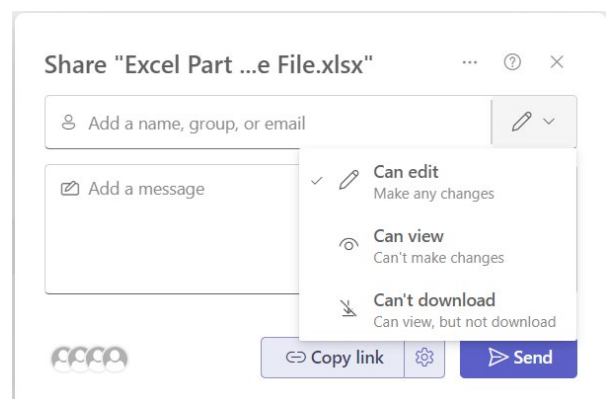 Share "Excel Part ...e File.xlsx"
Add a name, group, or email
Add a message
Can edit
Make any changes
Can view
Can't make changes
Can't download
Can view, but not download
Copy link
Send